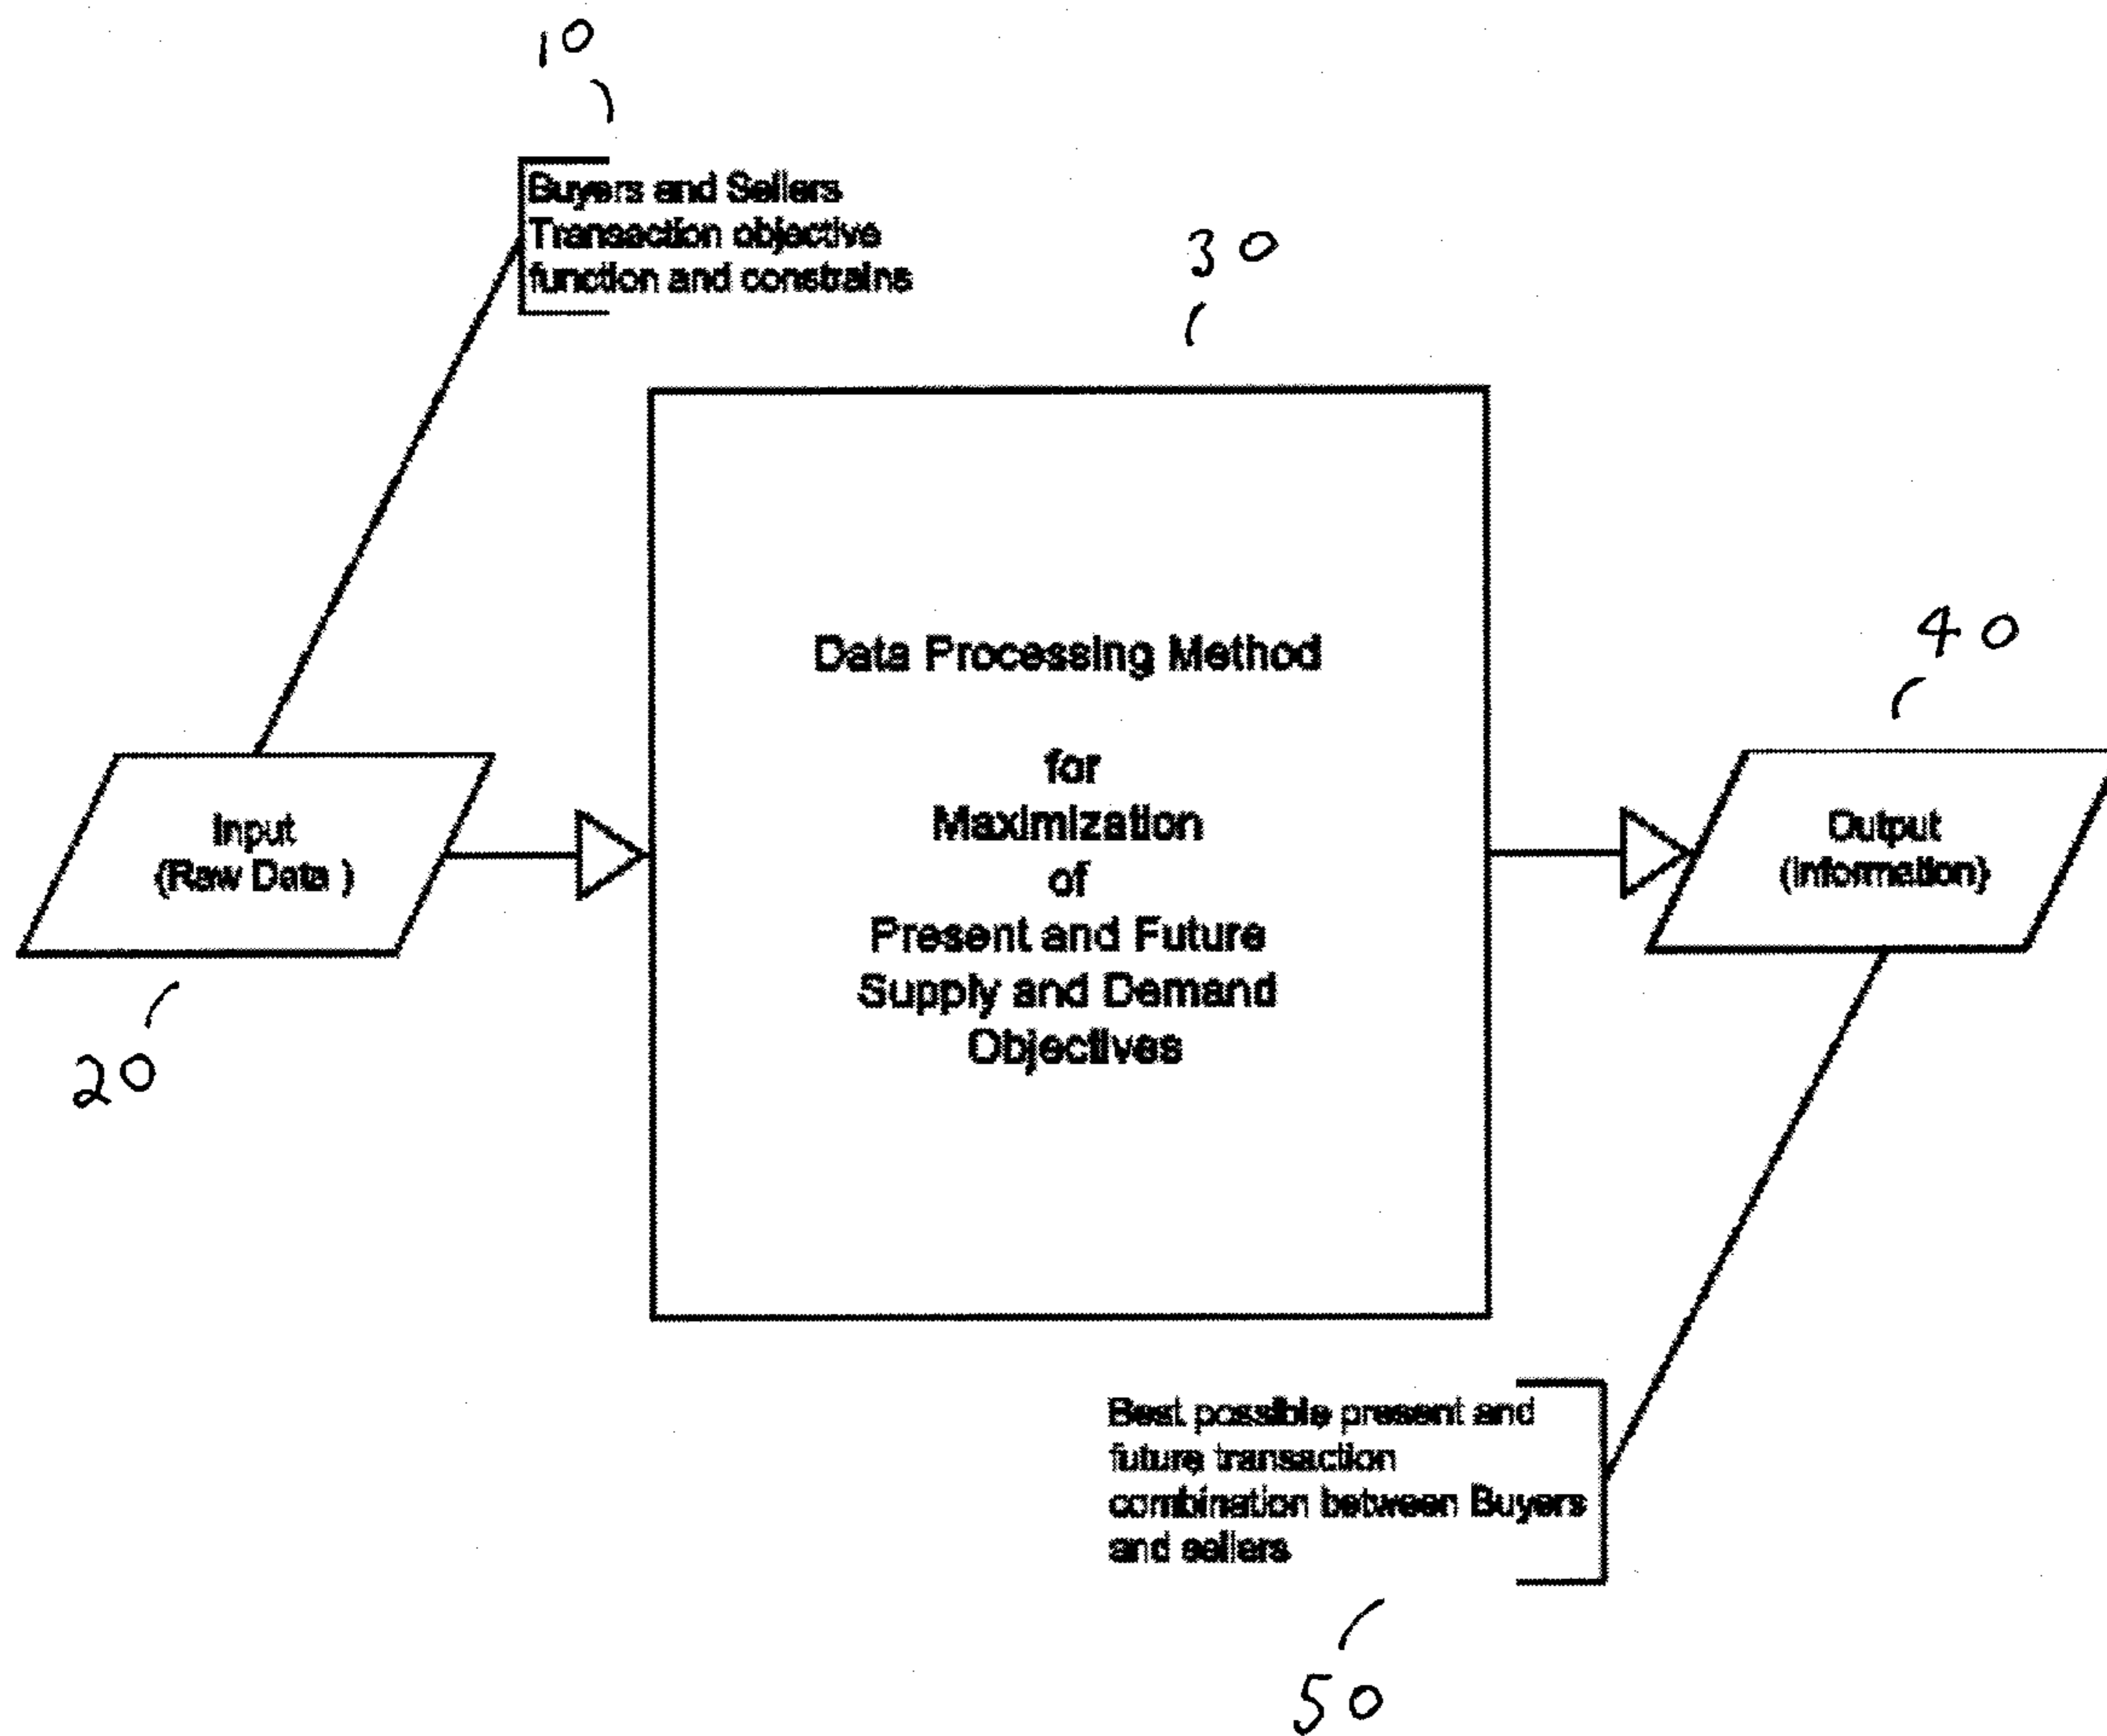 10
Buyers and Sellers
Transaction objective
function and constrains
30
Data Processing Method
for
Maximization
of
Present and Future
Supply and Demand
Objectives
40
Input
(Raw Data )
Output
(information)
20
Best possible present and
future transaction
combination between Buyers
and sellers
50